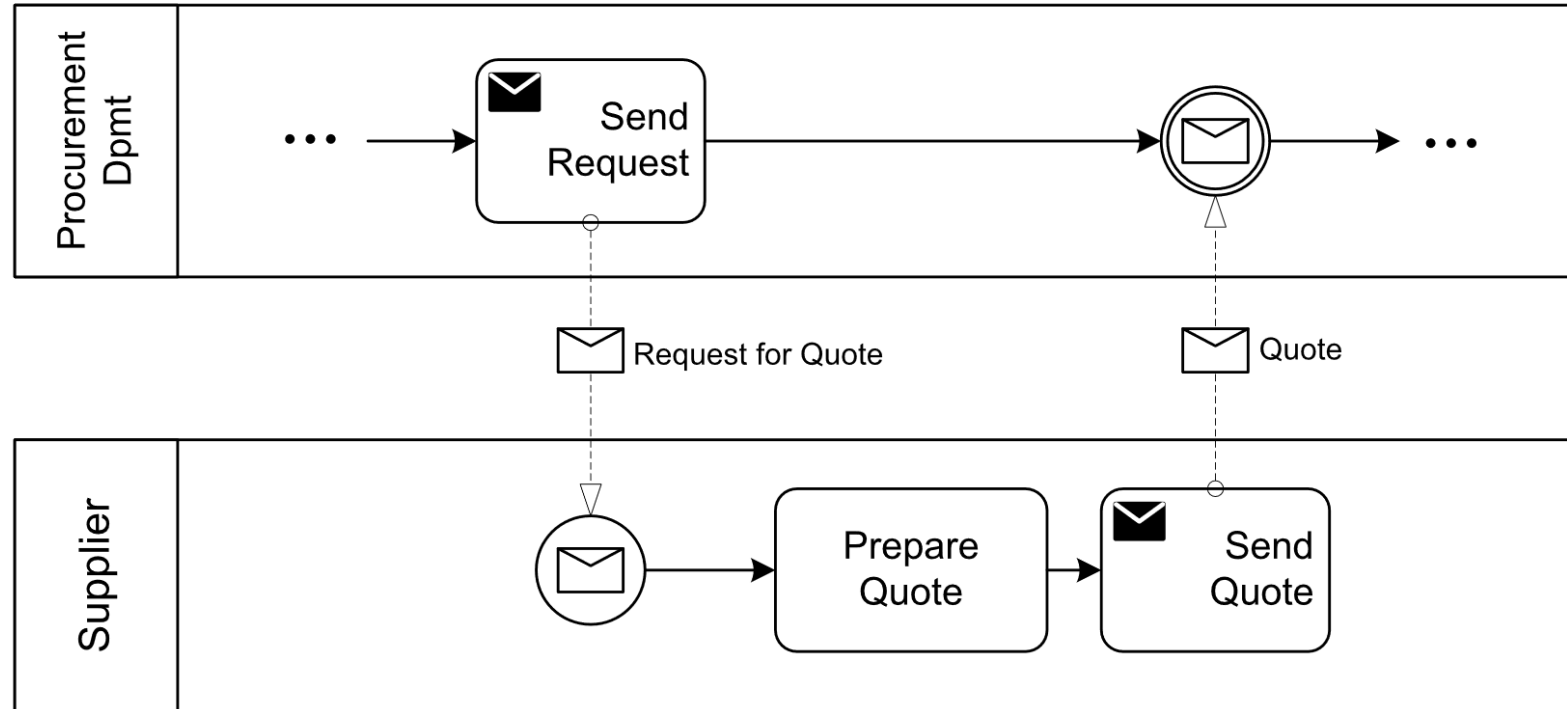 Procurement
Dpmt
•••
Send
Request
•••
Request for Quote
Quote
Supplier
Prepare
Quote
Send
Quote